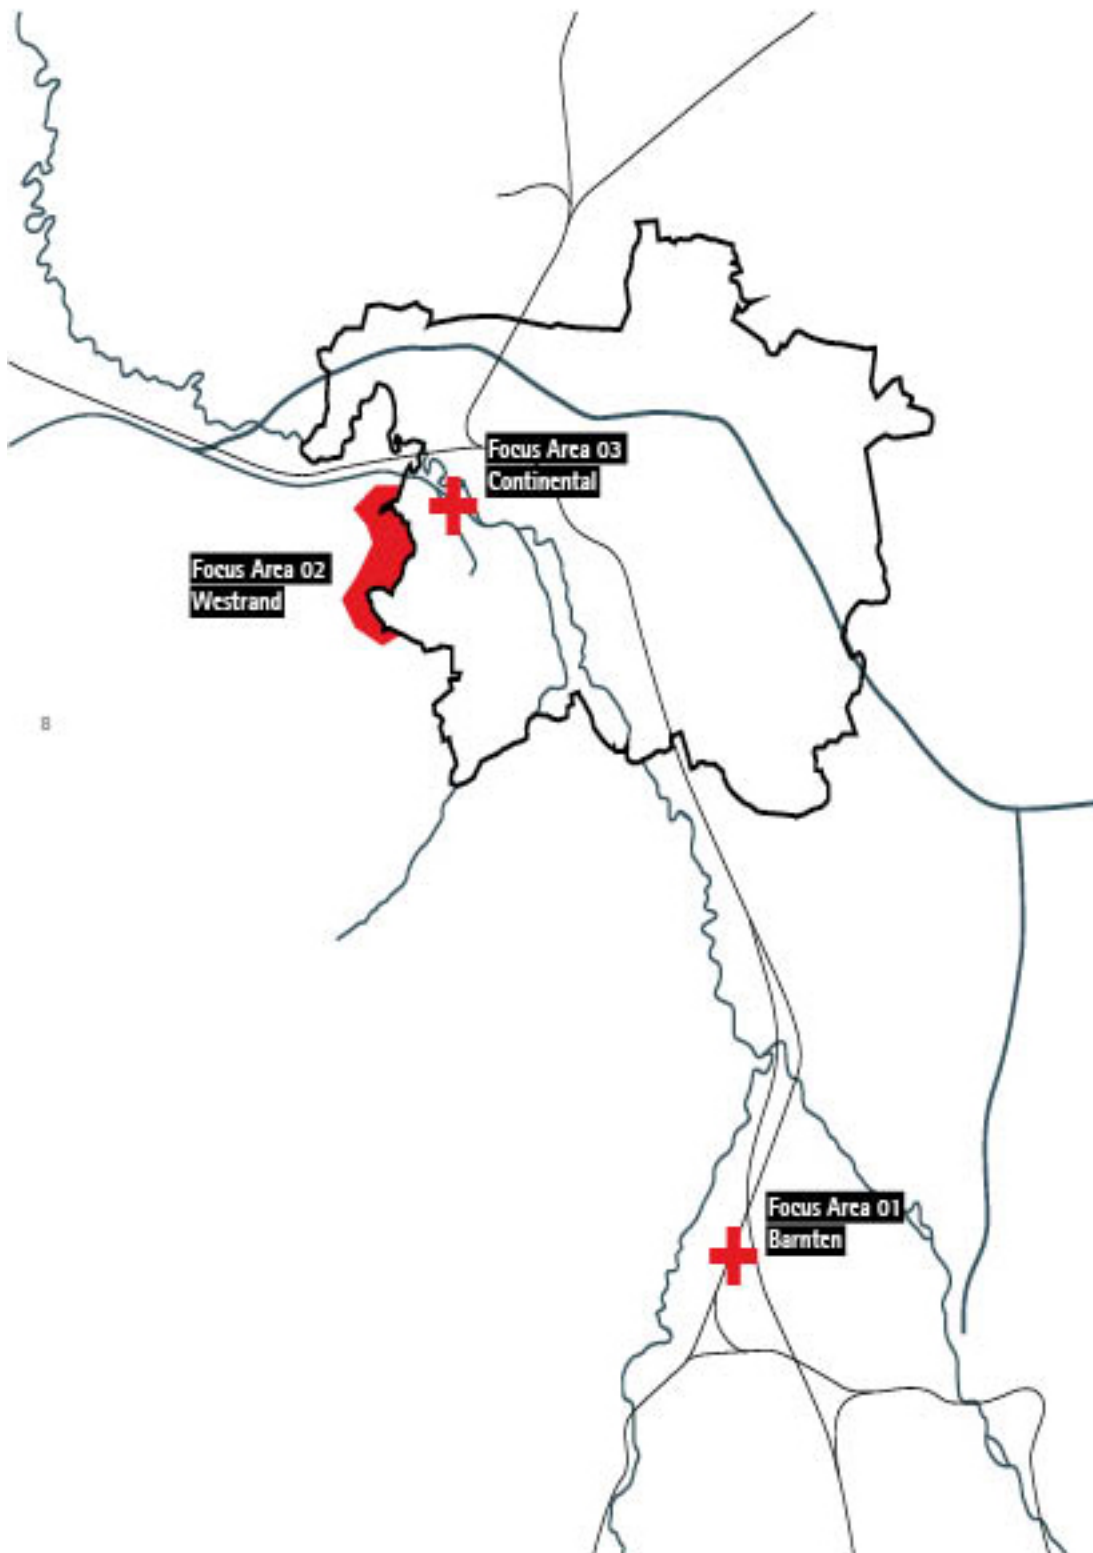 Focus Area 03
Continental
Focus Area 02
Westrand
8
Focus Area 01
Barnten